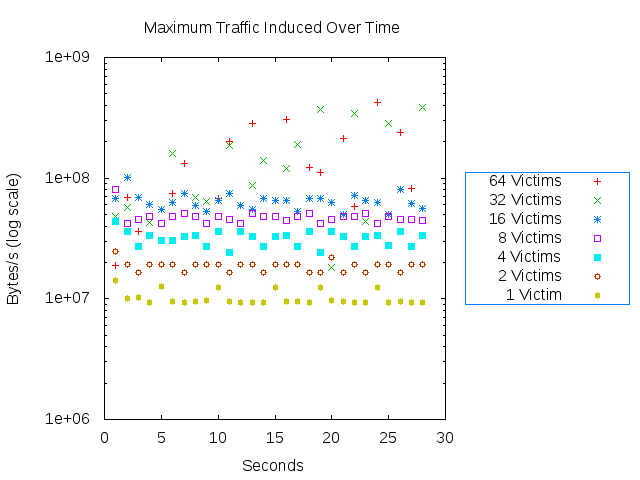 Maximum Traffic Induced Over Time
1e+09
1e+08
1e+07
1e+06
0 5 10 15 20 25 30
Seconds
Bytes/s (log scale)
64 Victims
32 Victims
16 Victims
8 Victims
4 Victims
2 Victims
1 Victim